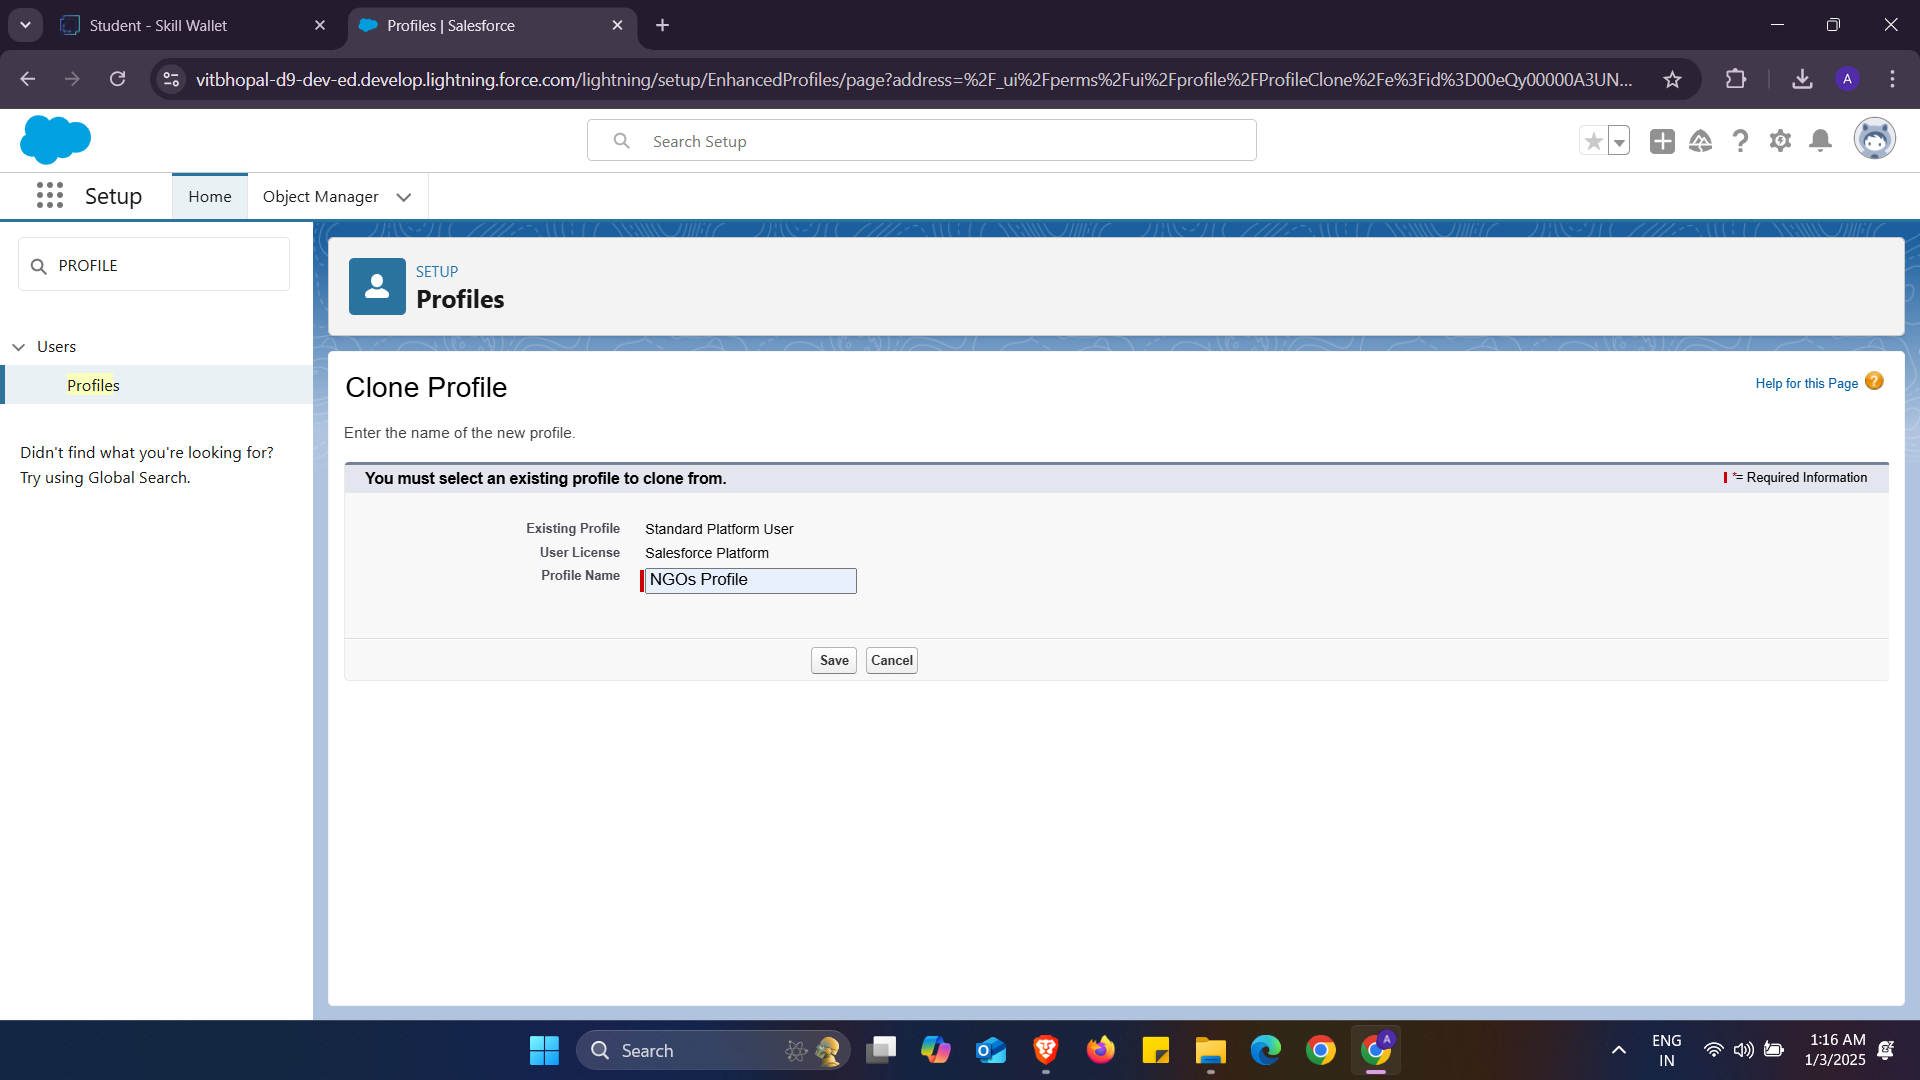 Student - Skill Wallet
Profiles | Salesforce
vitbhopal-d9-dev-ed.develop.lightning.force.com/lightning/setup/EnhancedProfiles/page?address=%2F_ui%2Fperms%2Fui%2Fprofile%2FProfileClone%2Fe%3Fid%3D00eQy00000A3UN...
A
Search Setup
Setup
Home
Object Manager
PROFILE
Users
Profiles
Didn't find what you're looking for?
Try using Global Search.
SETUP
Profiles
Clone Profile
Help for this Page ?
Enter the name of the new profile.
You must select an existing profile to clone from.
*= Required Information
Existing Profile Standard Platform User
User License Salesforce Platform
Profile Name NGOs Profile
Save Cancel
Search
A
ENG
IN
1:16 AM
1/3/2025